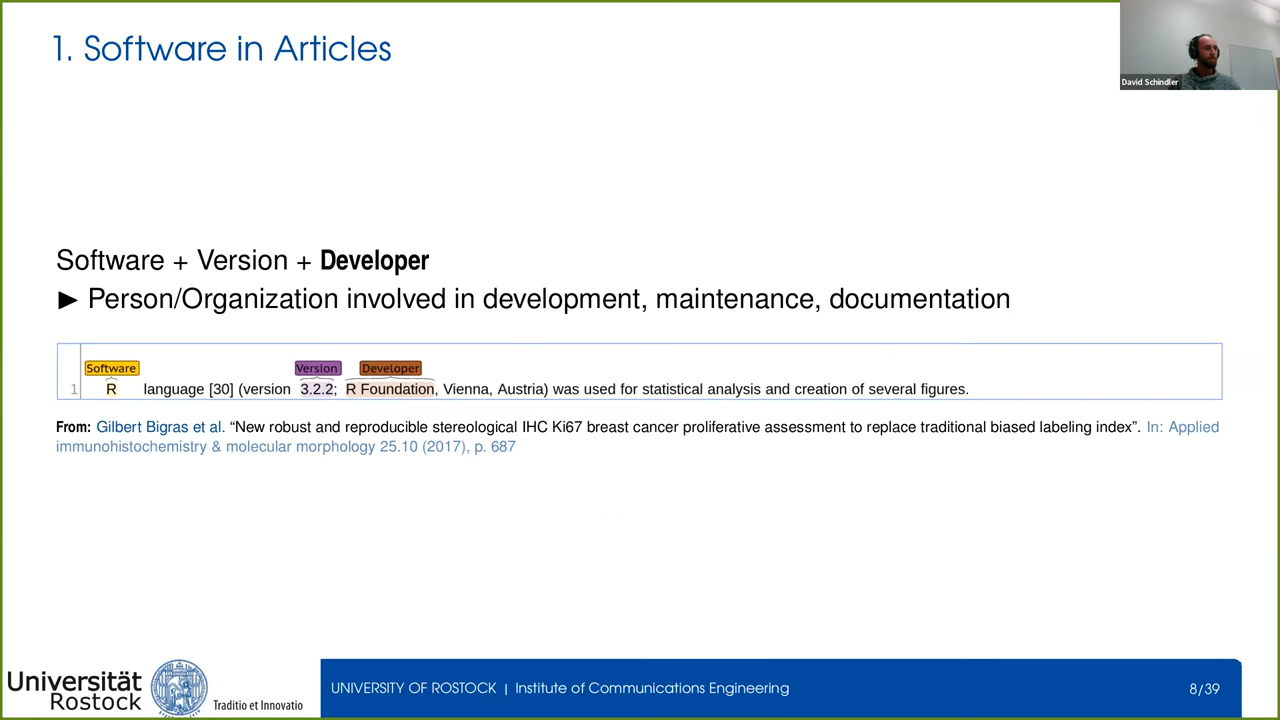 1. Software in Articles
David Schindler
Software + Version + Developer
▶ Person/Organization involved in development, maintenance, documentation
Software Version Developer
1 R language [30] (version 3.2.2; R Foundation, Vienna, Austria) was used for statistical analysis and creation of several figures.
From: Gilbert Bigras et al. “New robust and reproducible stereological IHC Ki67 breast cancer proliferative assessment to replace traditional biased labeling index”. In: Applied
immunohistochemistry & molecular morphology 25.10 (2017), p. 687
Universität
Rostock
Traditio et Innovatio
UNIVERSITY OF ROSTOCK | Institute of Communications Engineering
8/39